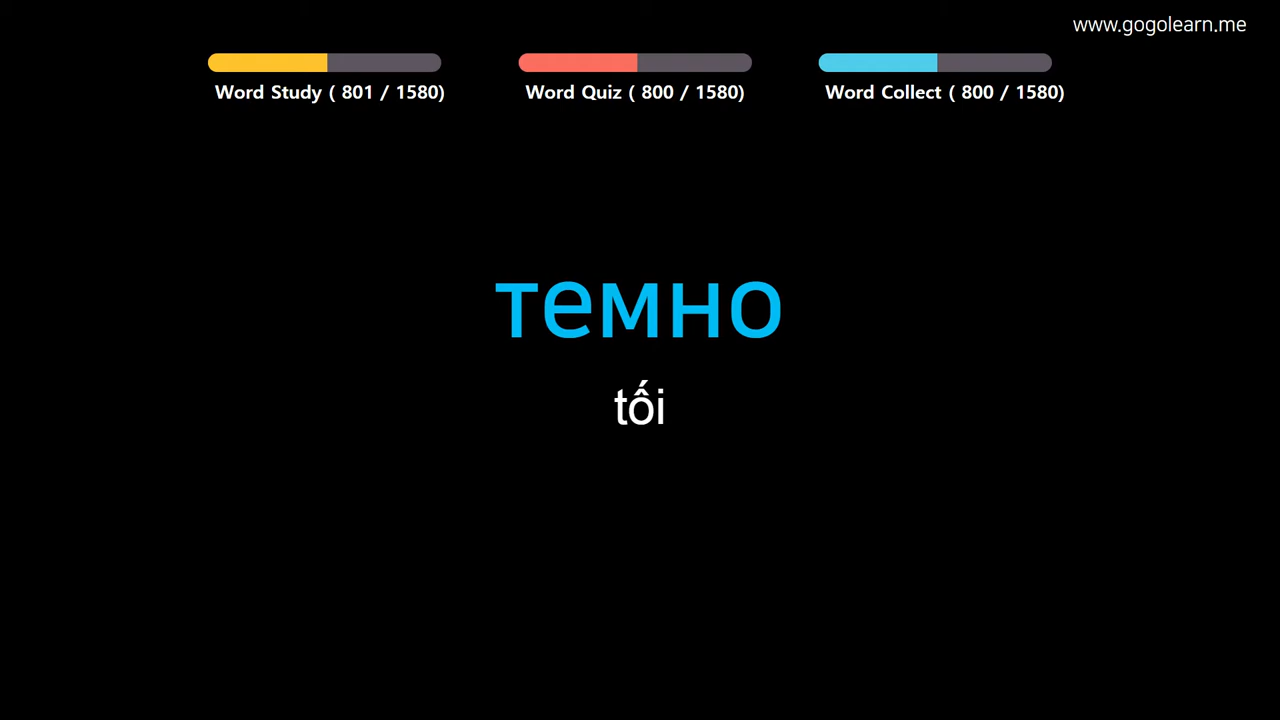 www.gogolearn.me
Word Study ( 801 / 1580)
Word Quiz ( 800 / 1580)
Word Collect ( 800 / 1580)
темно
tối